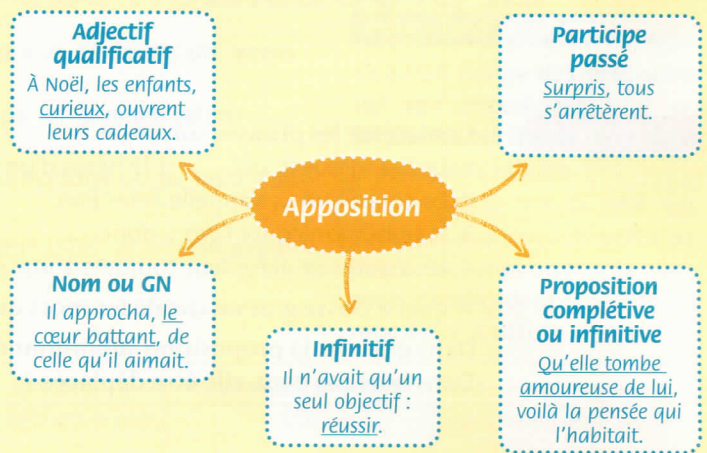 Adjectif
qualificatif
À Noël, les enfants,
curieux, ouvrent
leurs cadeaux.
Participe
passé
Surpris, tous
s'arrêtèrent.
Apposition
Nom ou GN
Il approcha, le
cœur battant, de
celle qu'il aimait.
Infinitif
Il n'avait qu'un
seul objectif :
réussir.
Proposition
complétive
ou infinitive
Qu'elle tombe
amoureuse de lui,
voilà la pensée qui
l'habitait.